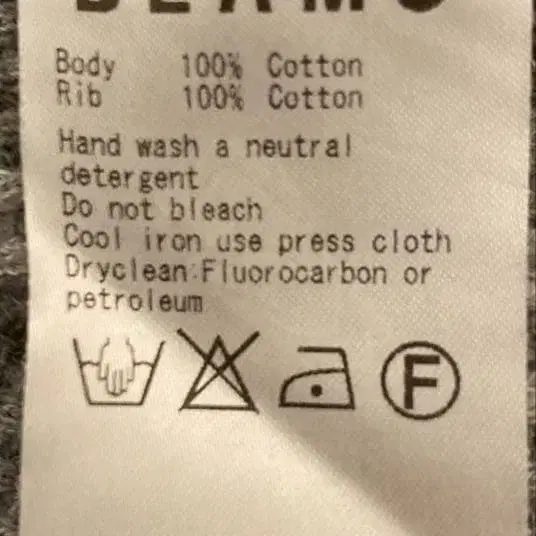 BEAMS
Body 100% Cotton
Rib 100% Cotton
Hand wash a neutral
detergent
Do not bleach
Cool iron use press cloth
Dryclean:Fluorocarbon or
petroleum
F